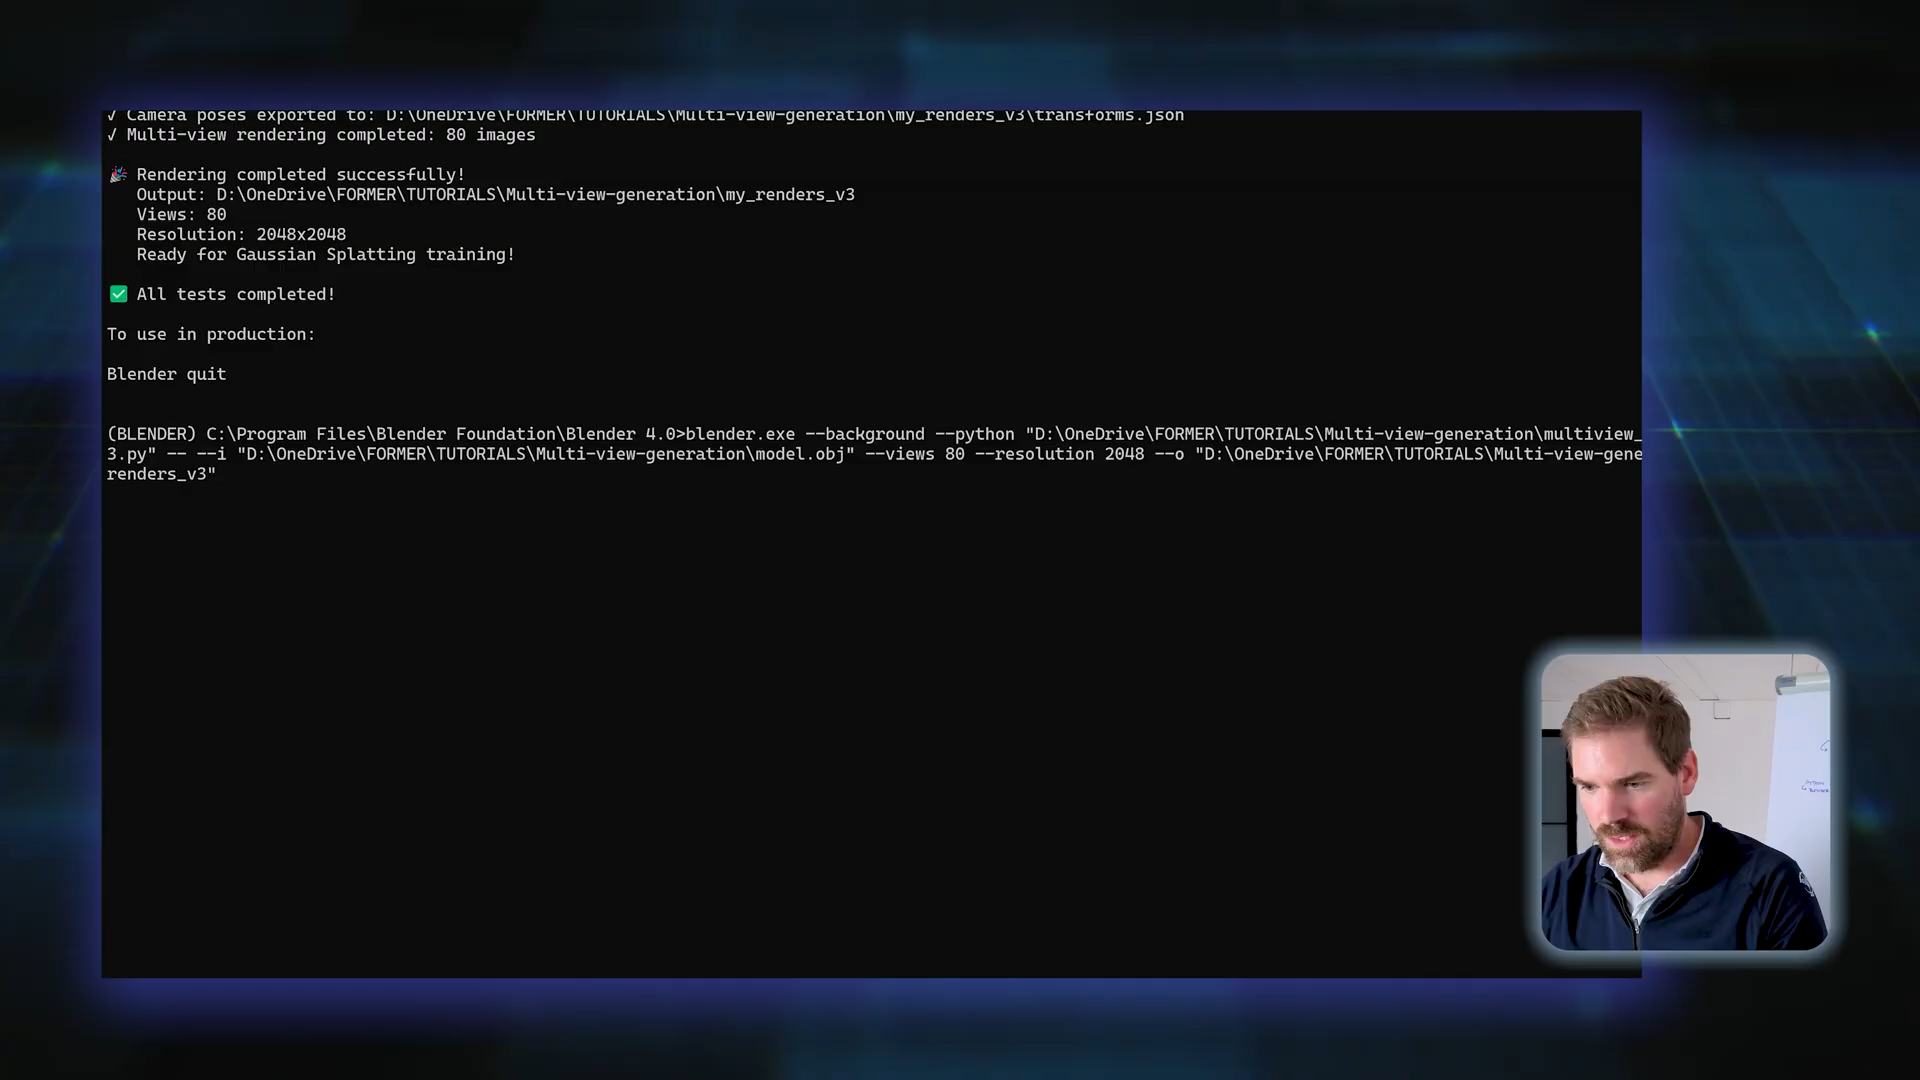 ✓ Camera poses exported to: D:\OneDrive\FORMER\TUTORIALS\Multi-view-generation\my_renders_v3\transforms.json
✓ Multi-view rendering completed: 80 images
🎉 Rendering completed successfully!
Output: D:\OneDrive\FORMER\TUTORIALS\Multi-view-generation\my_renders_v3
Views: 80
Resolution: 2048x2048
Ready for Gaussian Splatting training!
✅ All tests completed!
To use in production:
Blender quit
(BLENDER) C:\Program Files\Blender Foundation\Blender 4.0>blender.exe --background --python "D:\OneDrive\FORMER\TUTORIALS\Multi-view-generation\multiview_
3.py" -- --i "D:\OneDrive\FORMER\TUTORIALS\Multi-view-generation\model.obj" --views 80 --resolution 2048 --o "D:\OneDrive\FORMER\TUTORIALS\Multi-view-gene
renders_v3"